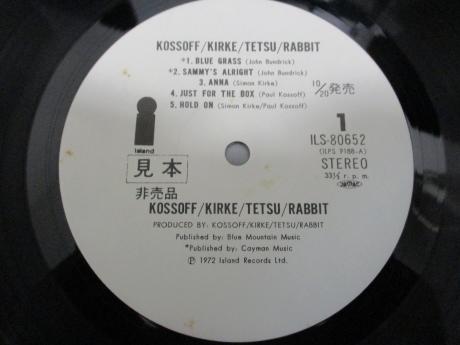 KOSSOFF/KIRKE/TETSU/RABBIT
*1. BLUE GRASS (John Bundrick)
*2. SAMMY'S ALRIGHT (John Bundrick)
3. ANNA (Simon Kirke)
4. JUST FOR THE BOX (Paul Kossoff)
5. HOLD ON (Simon Kirke/Paul Kossoff)
10/20発売
island
1
ILS-80652
(ILPS 9188-A)
STEREO
33⅓ r. p. m.
見本
非売品
KOSSOFF/KIRKE/TETSU/RABBIT
PRODUCED BY: KOSSOFF/KIRKE/TETSU/RABBIT
Published by: Blue Mountain Music
*Published by: Cayman Music
Ⓟ 1972 Island Records Ltd.